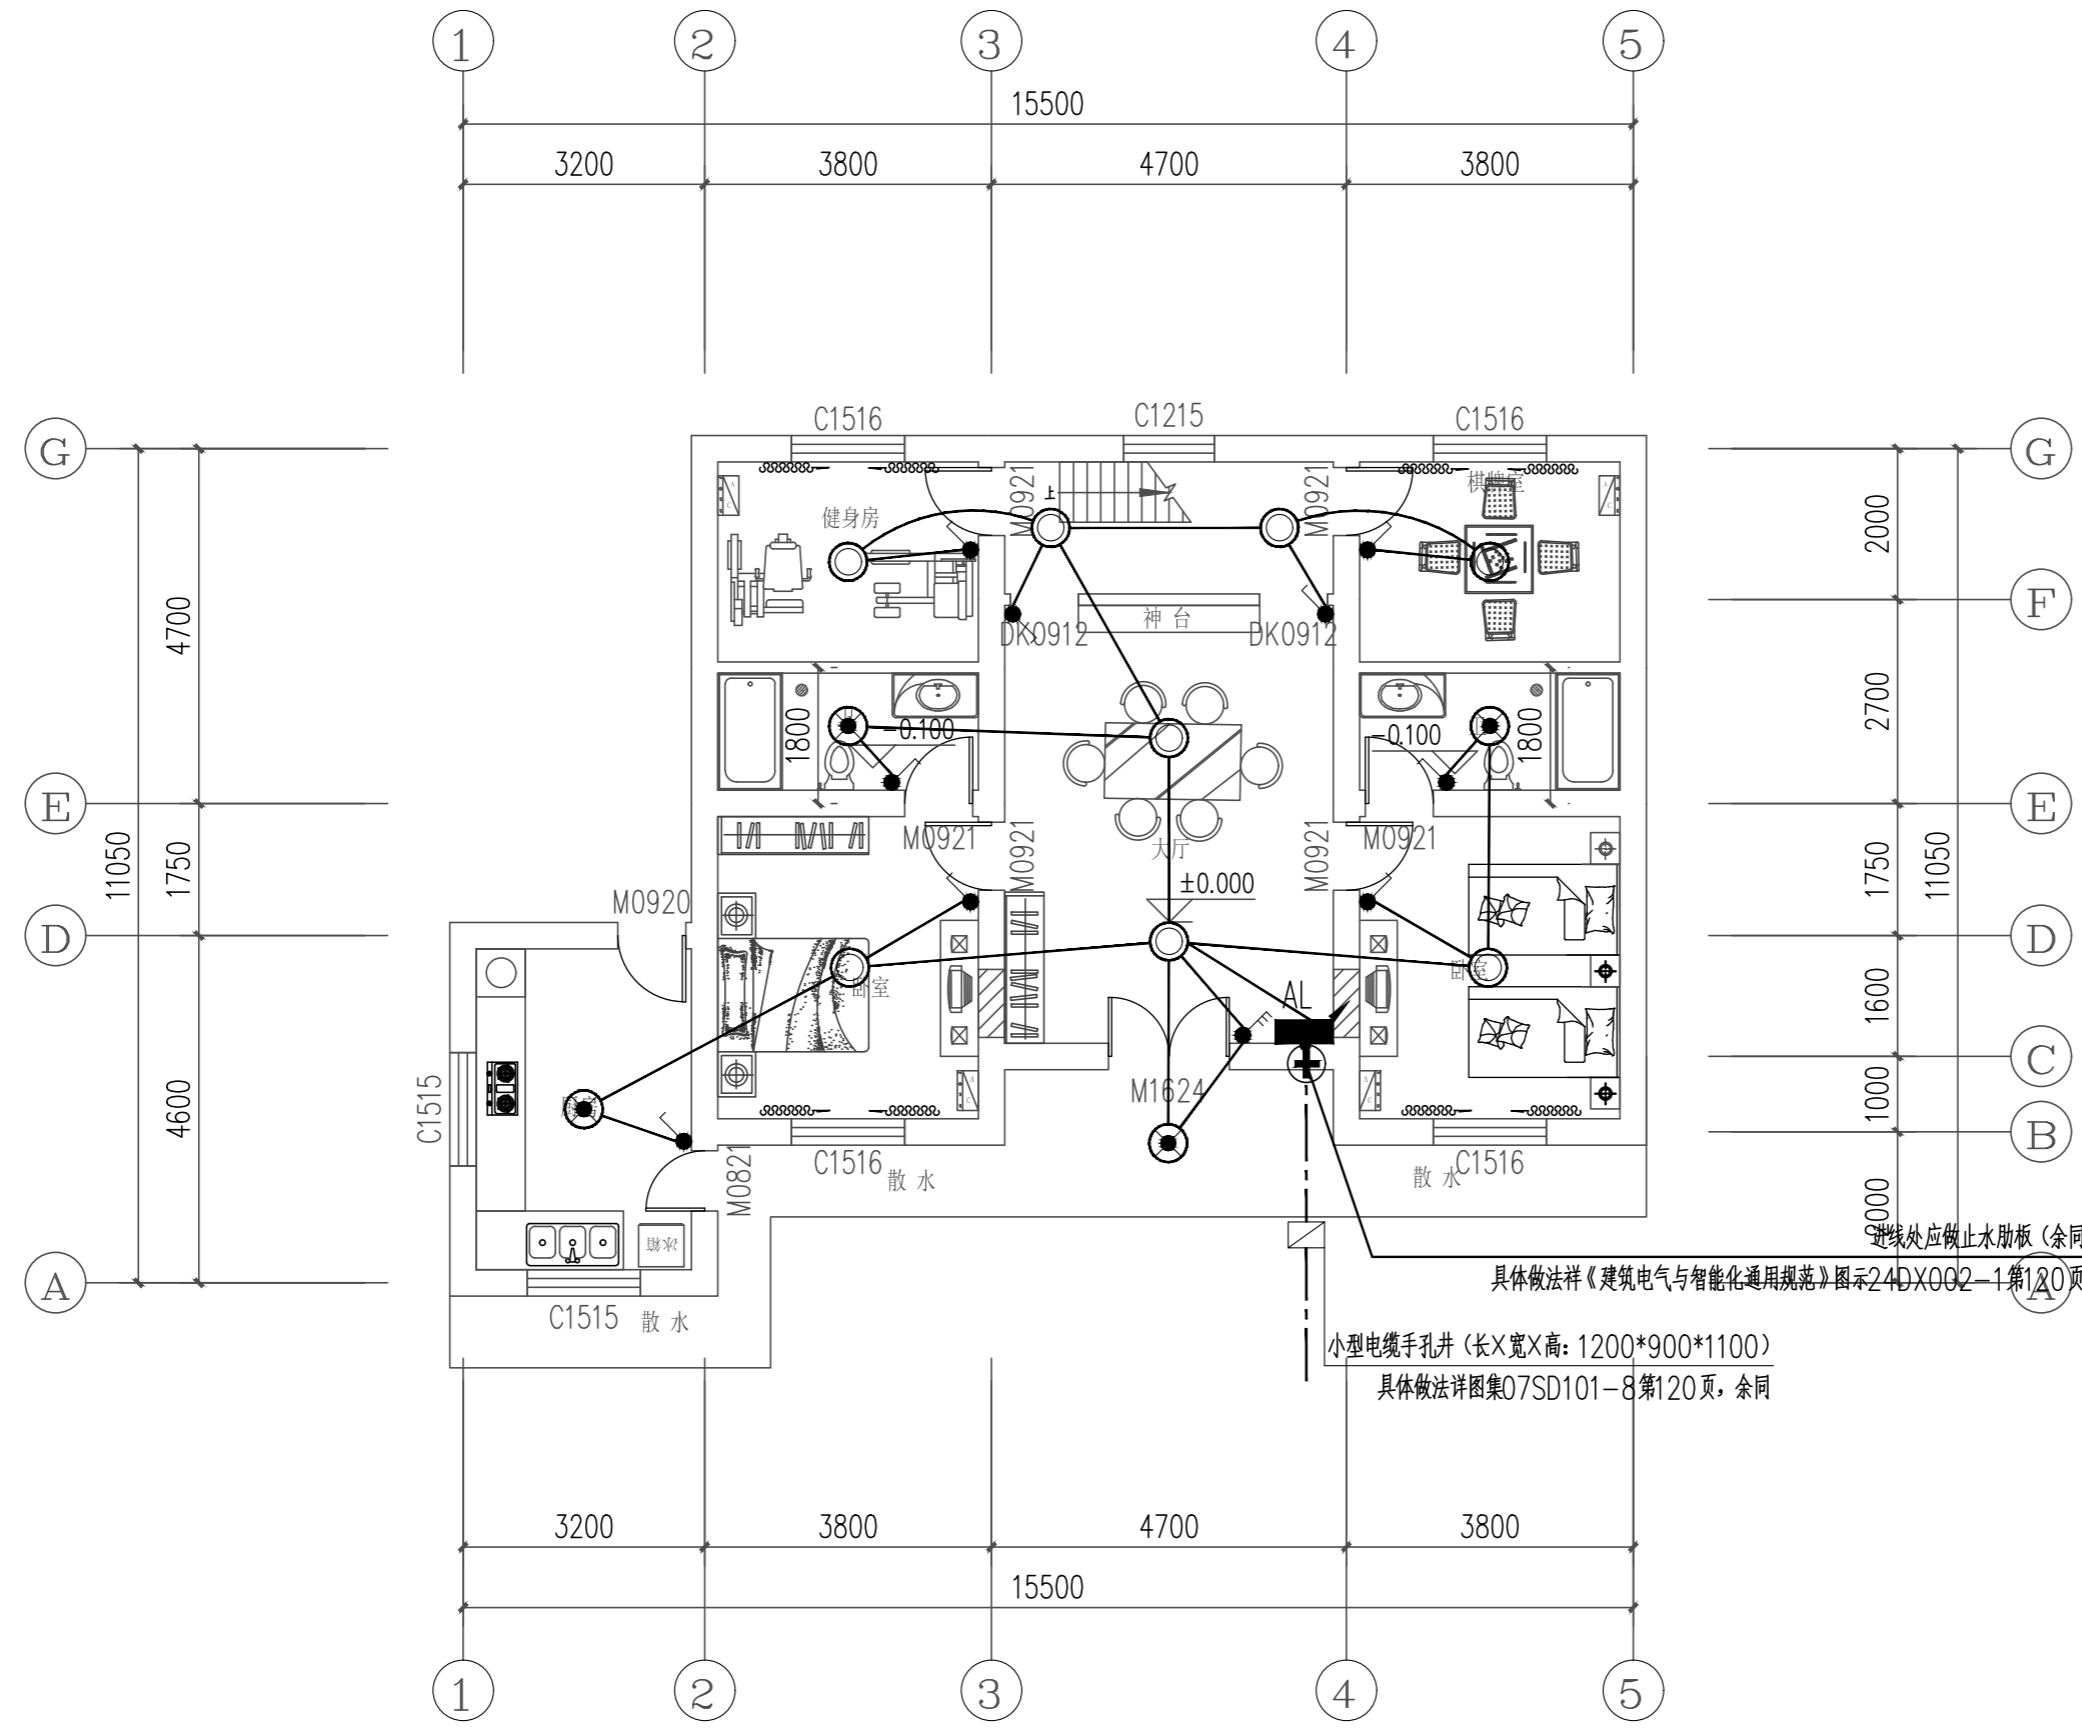 1 2 3 4 5
15500
3200 3800 4700 3800
C1516 C1215 C1516
G G
M0921 M0921
上
棋牌室
健身房
2000
F
4700
神 台
DK0912 DK0912
2700
1800 -0.100 -0.100 1800
E E
M0921 M0921 M0921 M0921
大厅
±0.000
11050 1750 1750 11050
M0920
D D
卧室 卧室
AL
1600
C
M1624
C1515
厨房
4600
1000
B
M0821
C1516 散 水 散 水 C1516
2000
冰箱
进线处应做止水肋板（余同
具体做法祥《建筑电气与智能化通用规范》图示24DX002-1第120页
A A
C1515 散 水
小型电缆手孔井（长X宽X高：1200*900*1100）
具体做法详图集07SD101-8第120页，余同
3200 3800 4700 3800
15500
1 2 3 4 5